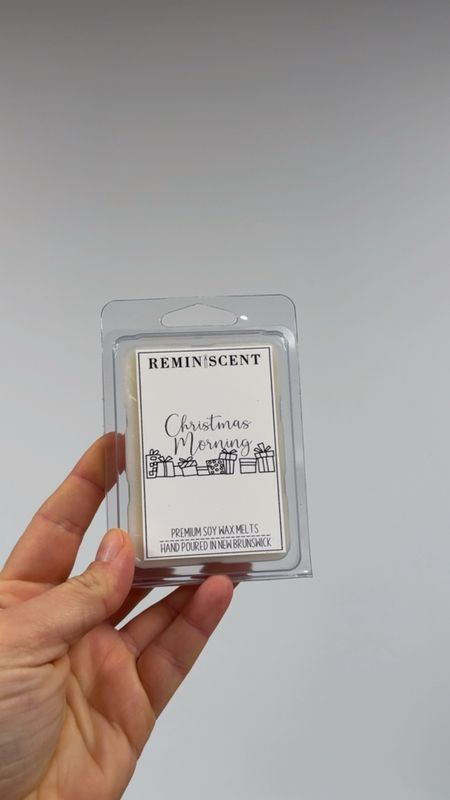 REMINISCENT
Christmas
Morning
PREMIUM SOY WAX MELTS
HAND POURED IN NEW BRUNSWICK